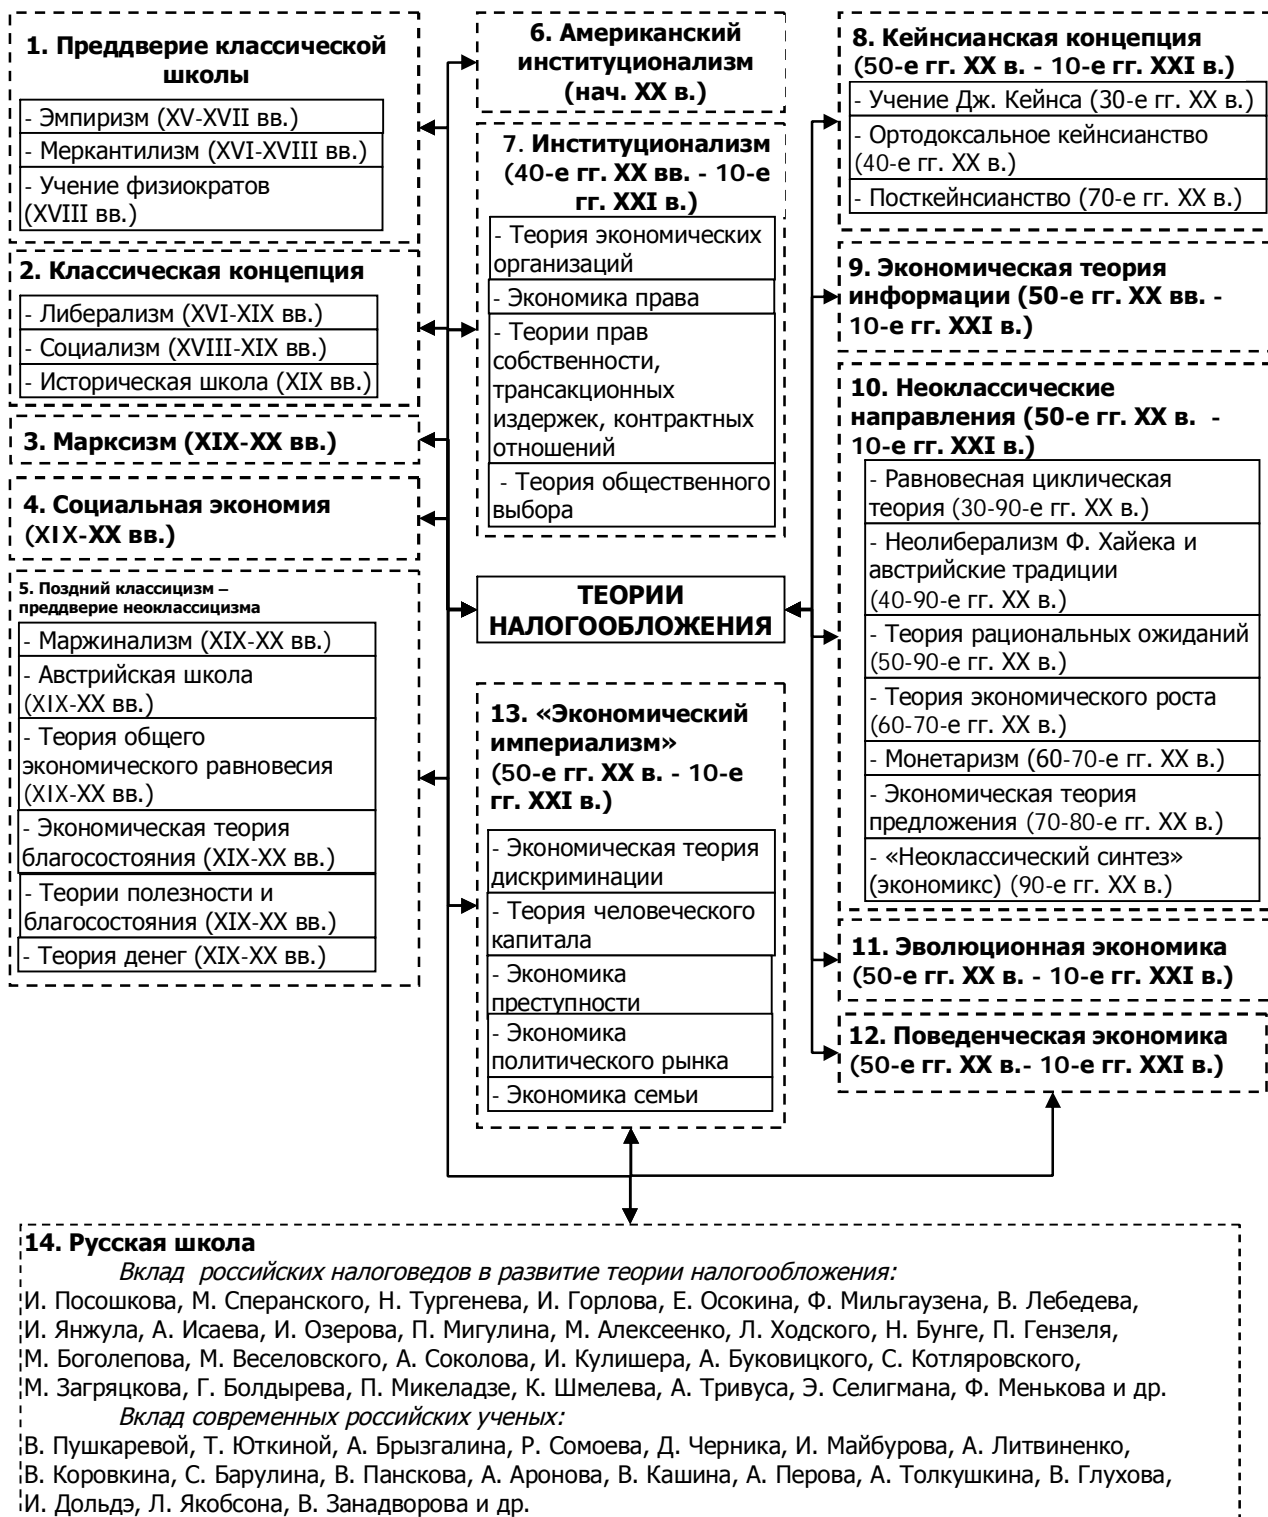 1. Преддверие классической
школы
- Эмпиризм (XV-XVII вв.)
- Меркантилизм (XVI-XVIII вв.)
- Учение физиократов
(XVIII вв.)
2. Классическая концепция
- Либерализм (XVI-XIX вв.)
- Социализм (XVIII-XIX вв.)
- Историческая школа (XIX вв.)
3. Марксизм (XIX-XX вв.)
4. Социальная экономия
(XIX-XX вв.)
5. Поздний классицизм –
преддверие неоклассицизма
- Маржинализм (XIX-XX вв.)
- Австрийская школа
(XIX-XX вв.)
- Теория общего
экономического равновесия
(XIX-XX вв.)
- Экономическая теория
благосостояния (XIX-XX вв.)
- Теории полезности и
благосостояния (XIX-XX вв.)
- Теория денег (XIX-XX вв.)
6. Американский
институционализм
(нач. XX в.)
7. Институционализм
(40-е гг. XX вв. - 10-е
гг. XXI в.)
- Теория экономических
организаций
- Экономика права
- Теории прав
собственности,
трансакционных
издержек, контрактных
отношений
- Теория общественного
выбора
ТЕОРИИ
НАЛОГООБЛОЖЕНИЯ
13. «Экономический
империализм»
(50-е гг. XX в. - 10-е
гг. XXI в.)
- Экономическая теория
дискриминации
- Теория человеческого
капитала
- Экономика
преступности
- Экономика
политического рынка
- Экономика семьи
8. Кейнсианская концепция
(50-е гг. XX в. - 10-е гг. XXI в.)
- Учение Дж. Кейнса (30-е гг. XX в.)
- Ортодоксальное кейнсианство
(40-е гг. XX в.)
- Посткейнсианство (70-е гг. XX в.)
9. Экономическая теория
информации (50-е гг. XX вв. -
10-е гг. XXI в.)
10. Неоклассические
направления (50-е гг. XX в. -
10-е гг. XXI в.)
- Равновесная циклическая
теория (30-90-е гг. XX в.)
- Неолиберализм Ф. Хайека и
австрийские традиции
(40-90-е гг. XX в.)
- Теория рациональных ожиданий
(50-90-е гг. XX в.)
- Теория экономического роста
(60-70-е гг. XX в.)
- Монетаризм (60-70-е гг. XX в.)
- Экономическая теория
предложения (70-80-е гг. XX в.)
- «Неоклассический синтез»
(экономикс) (90-е гг. XX в.)
11. Эволюционная экономика
(50-е гг. XX в. - 10-е гг. XXI в.)
12. Поведенческая экономика
(50-е гг. XX в.- 10-е гг. XXI в.)
14. Русская школа
Вклад российских налоговедов в развитие теории налогообложения:
И. Посошкова, М. Сперанского, Н. Тургенева, И. Горлова, Е. Осокина, Ф. Мильгаузена, В. Лебедева,
И. Янжула, А. Исаева, И. Озерова, П. Мигулина, М. Алексеенко, Л. Ходского, Н. Бунге, П. Гензеля,
М. Боголепова, М. Веселовского, А. Соколова, И. Кулишера, А. Буковицкого, С. Котляровского,
М. Загряцкова, Г. Болдырева, П. Микеладзе, К. Шмелева, А. Тривуса, Э. Селигмана, Ф. Менькова и др.
Вклад современных российских ученых:
В. Пушкаревой, Т. Юткиной, А. Брызгалина, Р. Сомоева, Д. Черника, И. Майбурова, А. Литвиненко,
В. Коровкина, С. Барулина, В. Панскова, А. Аронова, В. Кашина, А. Перова, А. Толкушкина, В. Глухова,
И. Дольдэ, Л. Якобсона, В. Занадворова и др.